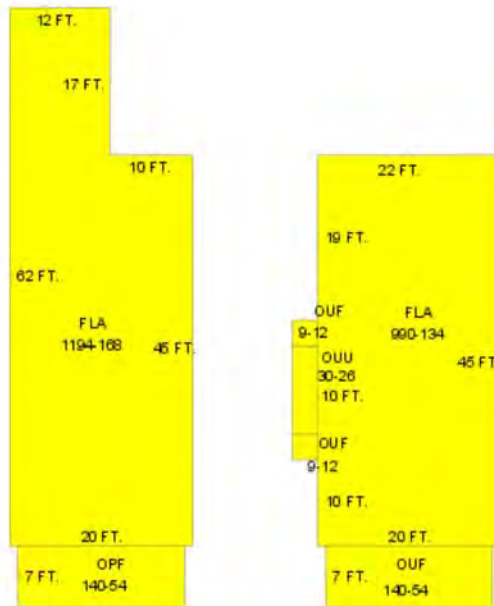 12 FT.
17 FT.
10 FT.
62 FT.
FLA
1194-168
45 FT.
20 FT.
7 FT.
OPF
140-54
22 FT.
19 FT.
OUF
9-12
FLA
990-134
OUU
30-26
45 FT.
10 FT.
OUF
9-12
10 FT.
20 FT.
7 FT.
OUF
140-54